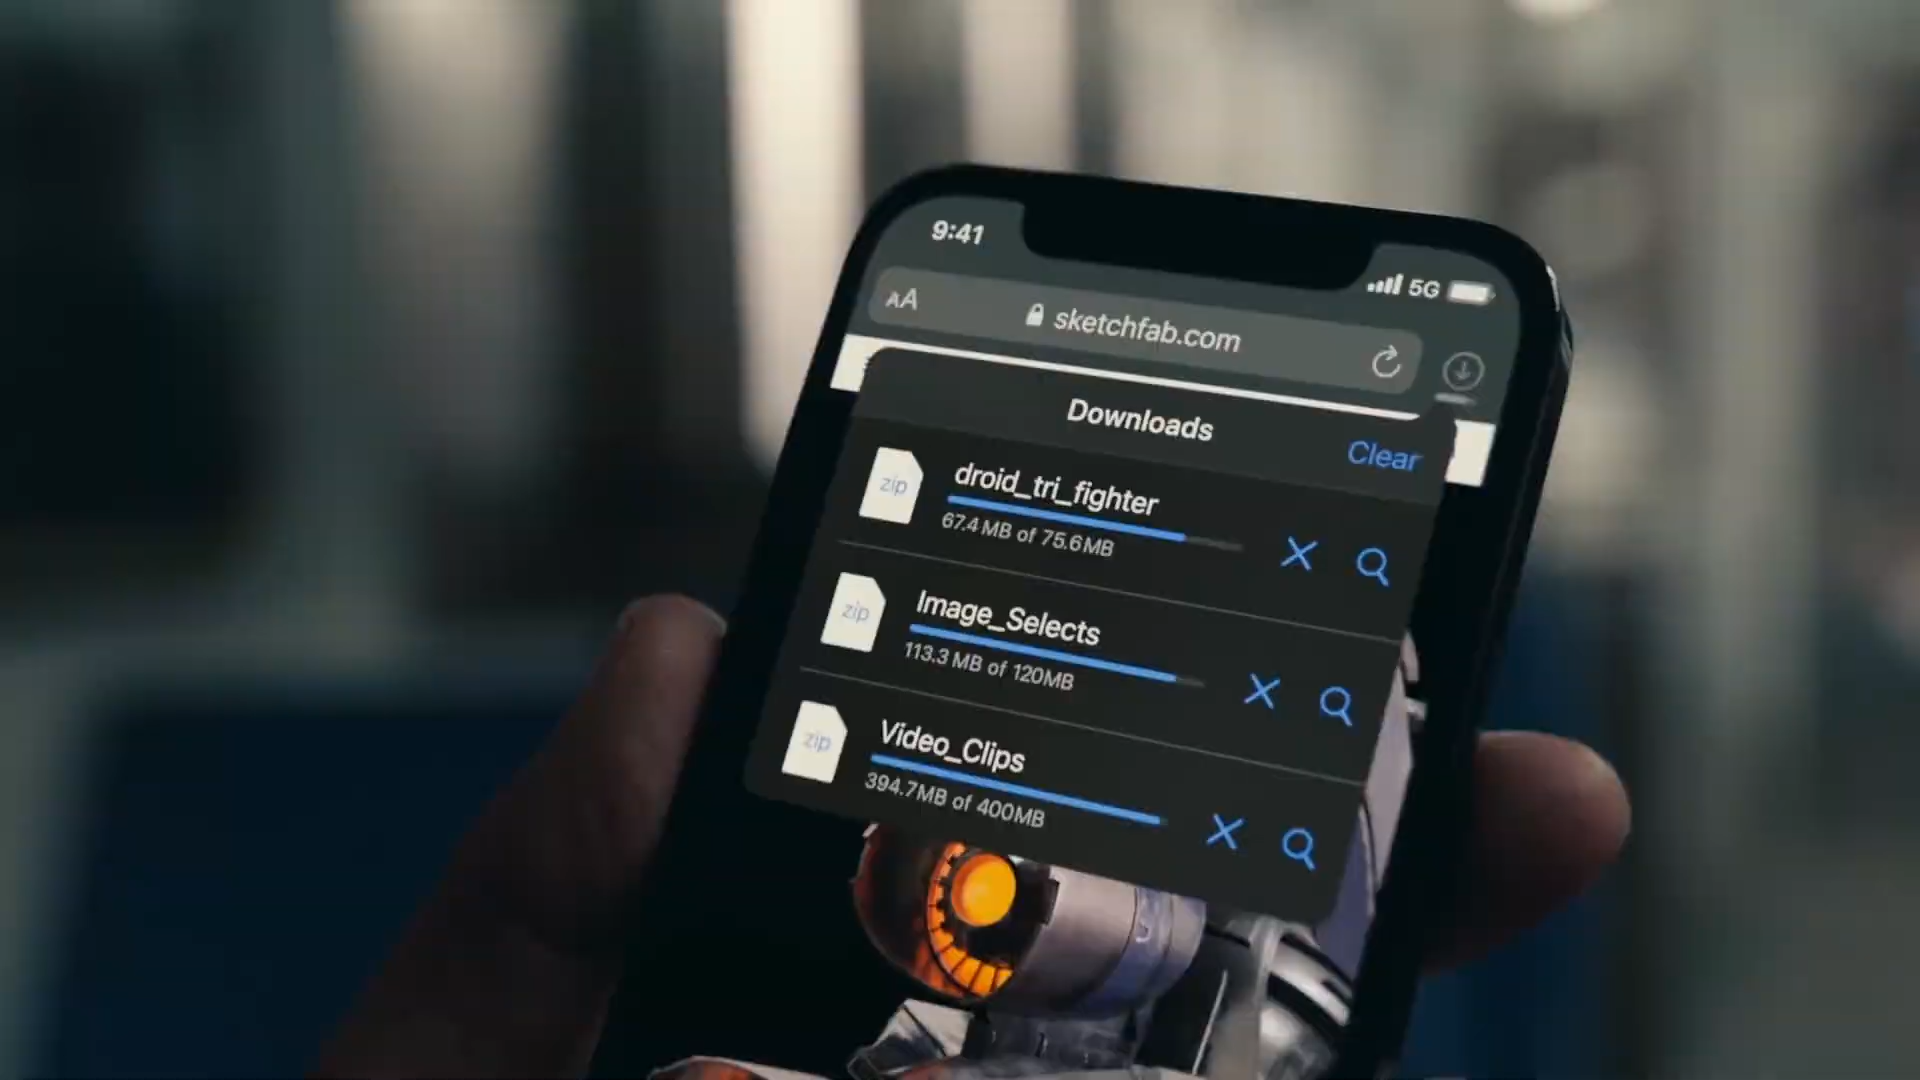 9:41
5G
AA
sketchfab.com
Downloads
Clear
zip
droid_tri_fighter
67.4 MB of 75.6MB
zip
Image_Selects
113.3 MB of 120MB
zip
Video_Clips
394.7MB of 400MB